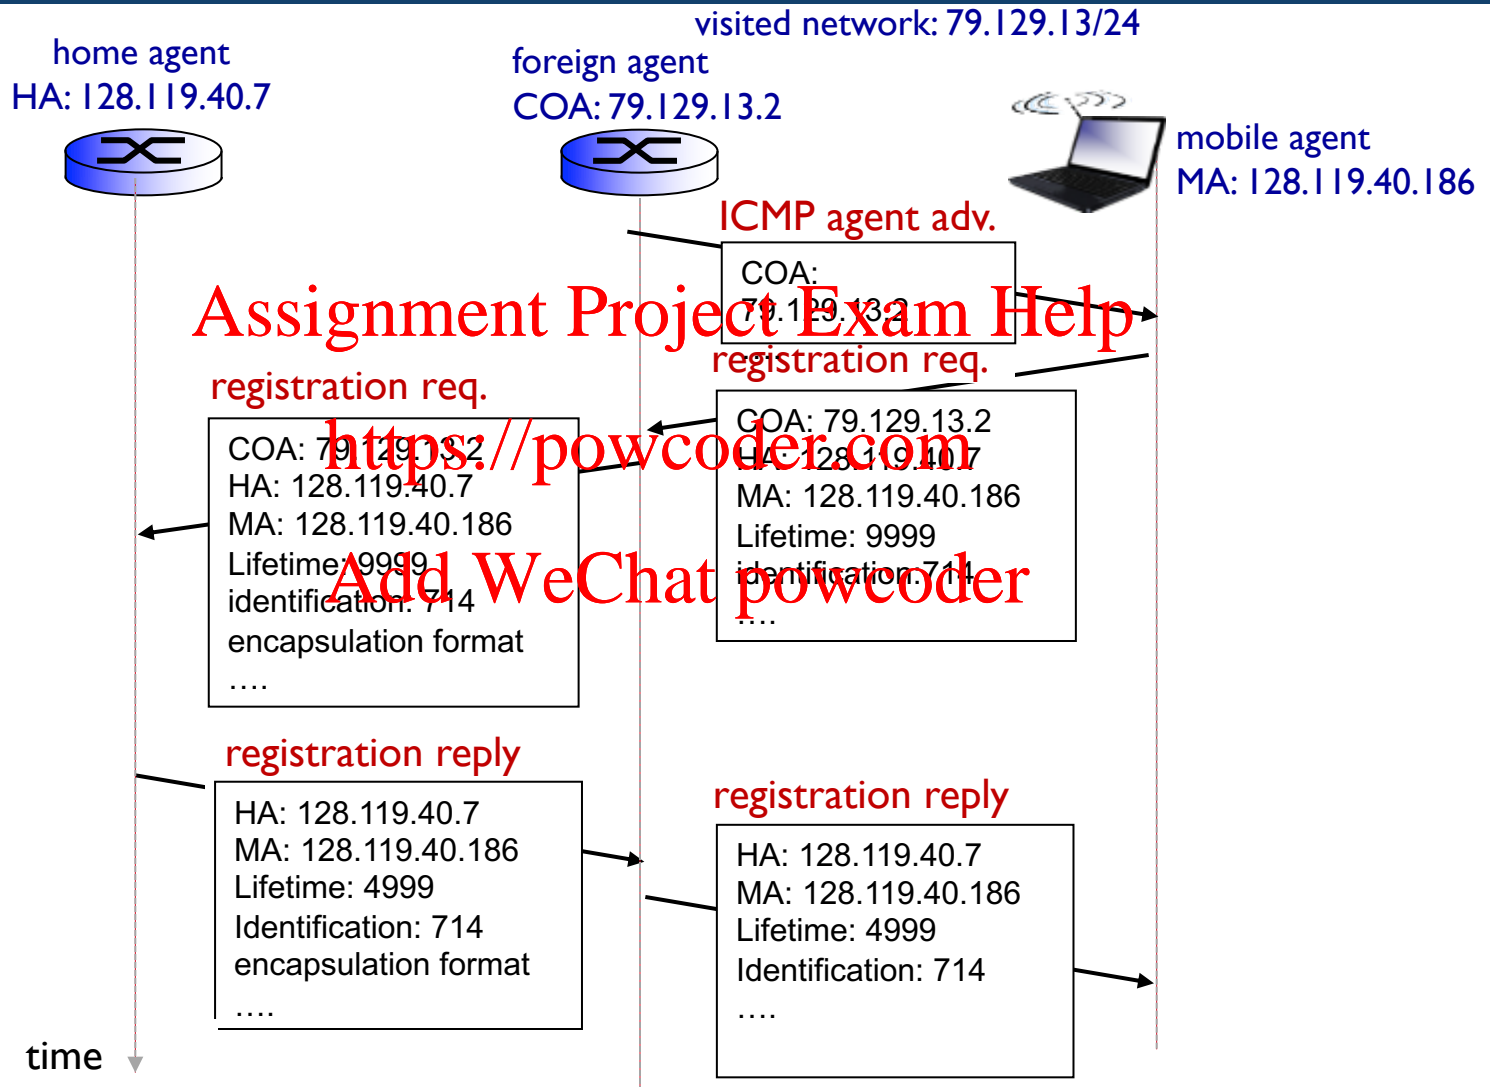 visited network: 79.129.13/24
home agent
HA: 128.119.40.7
foreign agent
COA: 79.129.13.2
mobile agent
MA: 128.119.40.186
ICMP agent adv.
COA:
79.129.13.2
....
Assignment Project Exam Help
registration req.
COA: 79.129.13.2
HA: 128.119.40.7
MA: 128.119.40.186
Lifetime: 9999
identification:714
....
registration req.
COA: 79.129.13.2
HA: 128.119.40.7
MA: 128.119.40.186
Lifetime: 9999
identification: 714
encapsulation format
....
https://powcoder.com
Add WeChat powcoder
registration reply
HA: 128.119.40.7
MA: 128.119.40.186
Lifetime: 4999
Identification: 714
encapsulation format
....
registration reply
HA: 128.119.40.7
MA: 128.119.40.186
Lifetime: 4999
Identification: 714
....
time